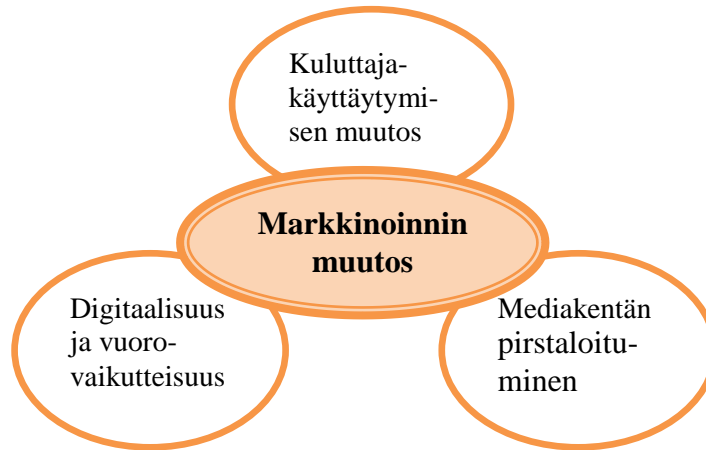 Kuluttaja-
käyttäytymi-
sen muutos
Markkinoinnin
muutos
Digitaalisuus
ja vuoro-
vaikutteisuus
Mediakentän
pirstaloitu-
minen